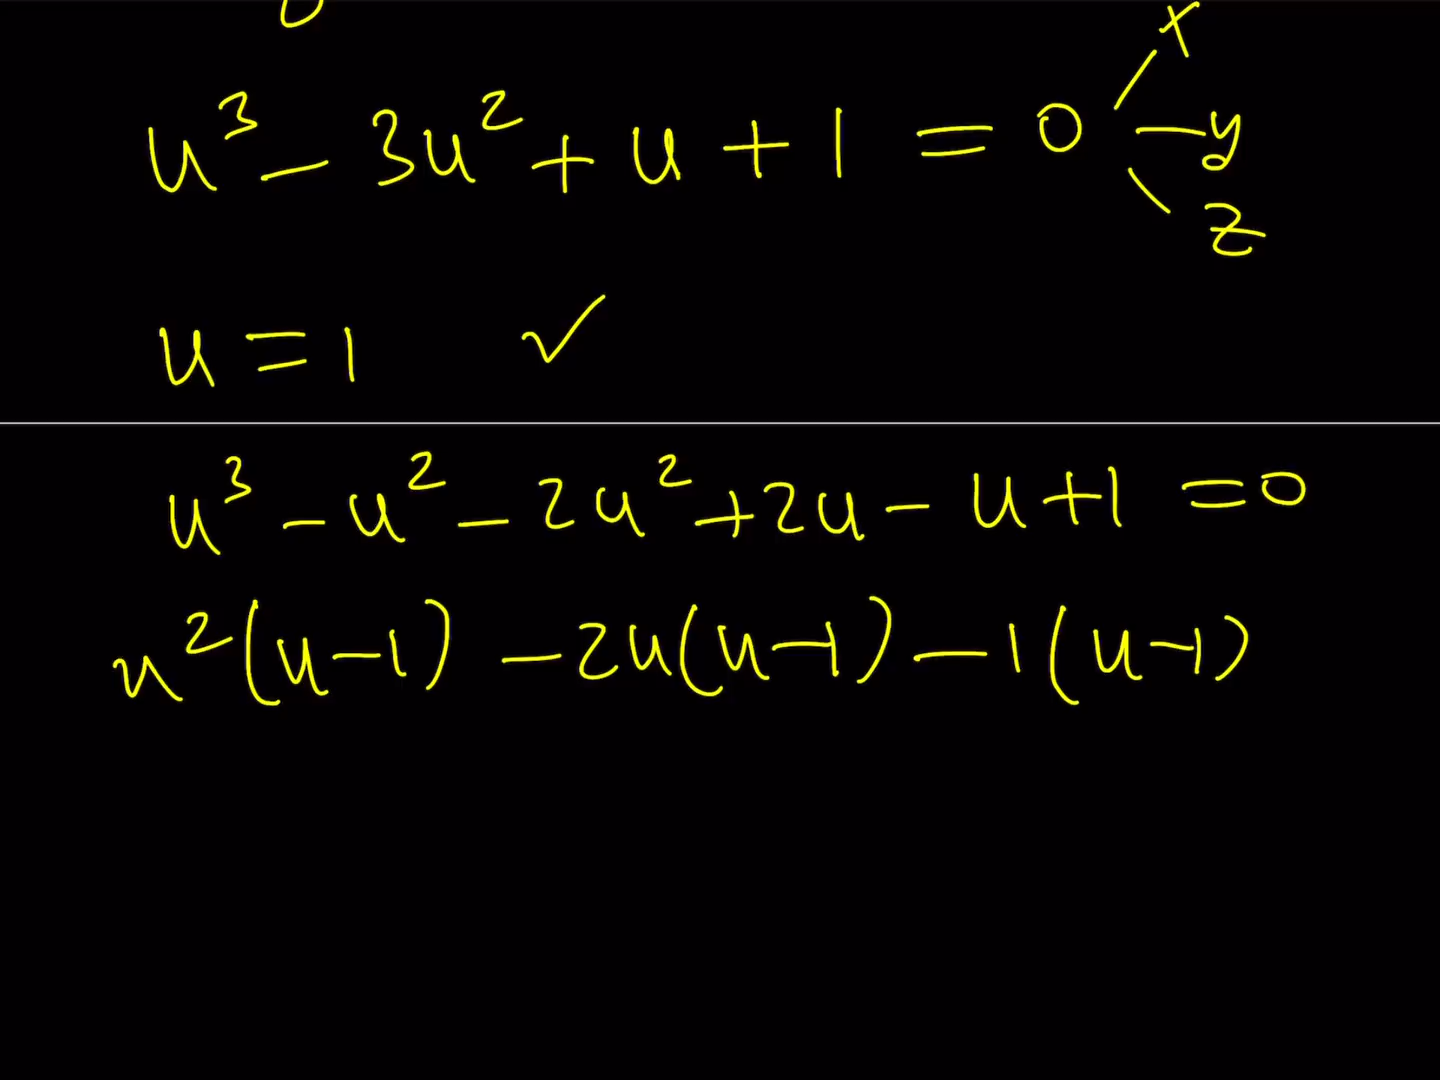 x
u³ - 3u² + u + 1 = 0 - y
z
u = 1 ✓
u³ - u² - 2u² + 2u - u + 1 = 0
u²(u-1) - 2u(u-1) - 1(u-1)